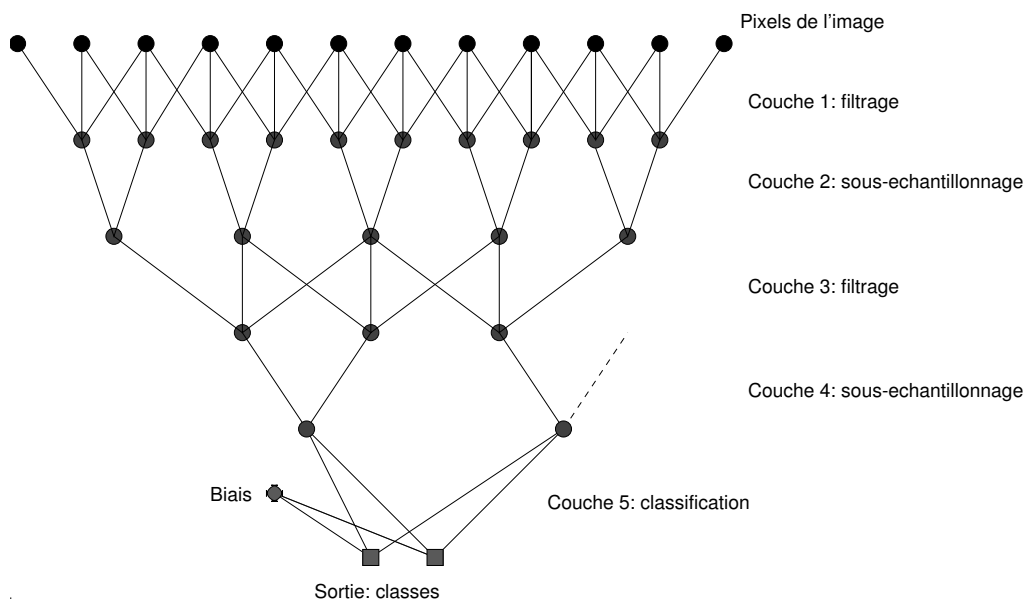 Pixels de l'image
Couche 1: filtrage
Couche 2: sous-echantillonnage
Couche 3: filtrage
Couche 4: sous-echantillonnage
Biais
Couche 5: classification
Sortie: classes